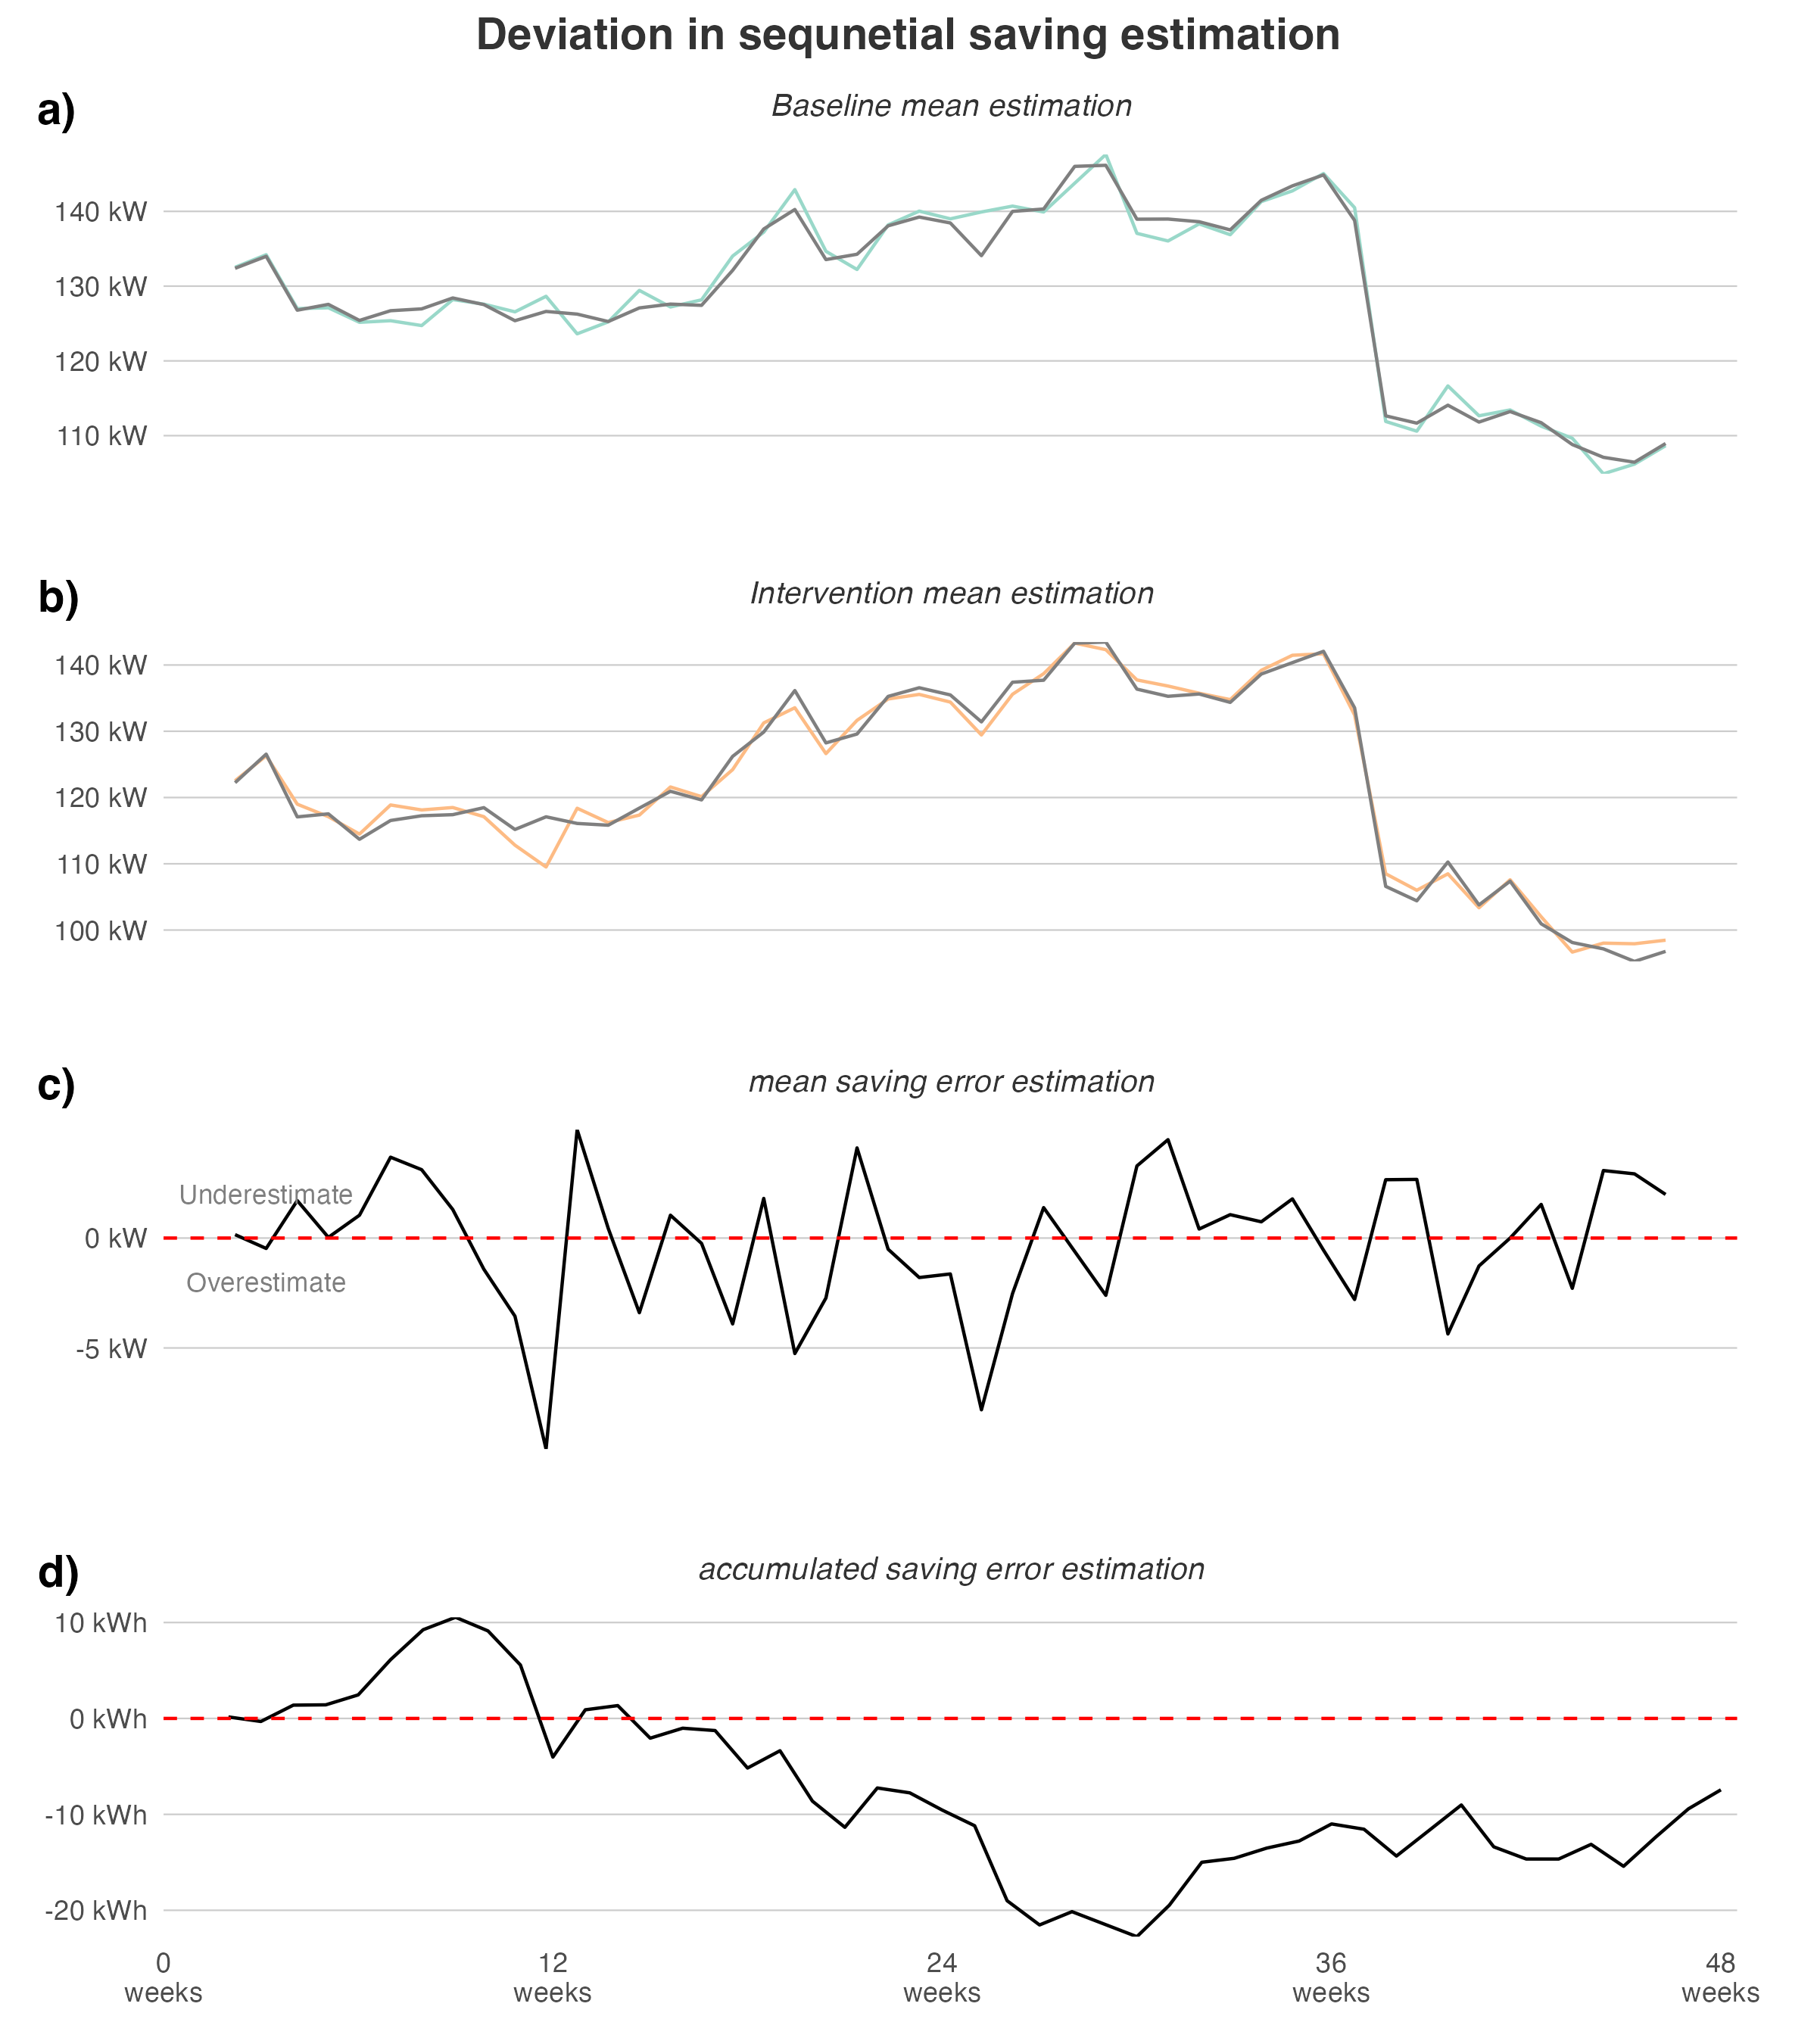 Deviation in sequnetial saving estimation
a)
Baseline mean estimation
140 kW
130 kW
120 kW
110 kW
b)
Intervention mean estimation
140 kW
130 kW
120 kW
110 kW
100 kW
c)
mean saving error estimation
Underestimate
0 kW
Overestimate
-5 kW
d)
accumulated saving error estimation
10 kWh
0 kWh
-10 kWh
-20 kWh
0 12 24 36 48
weeks weeks weeks weeks weeks